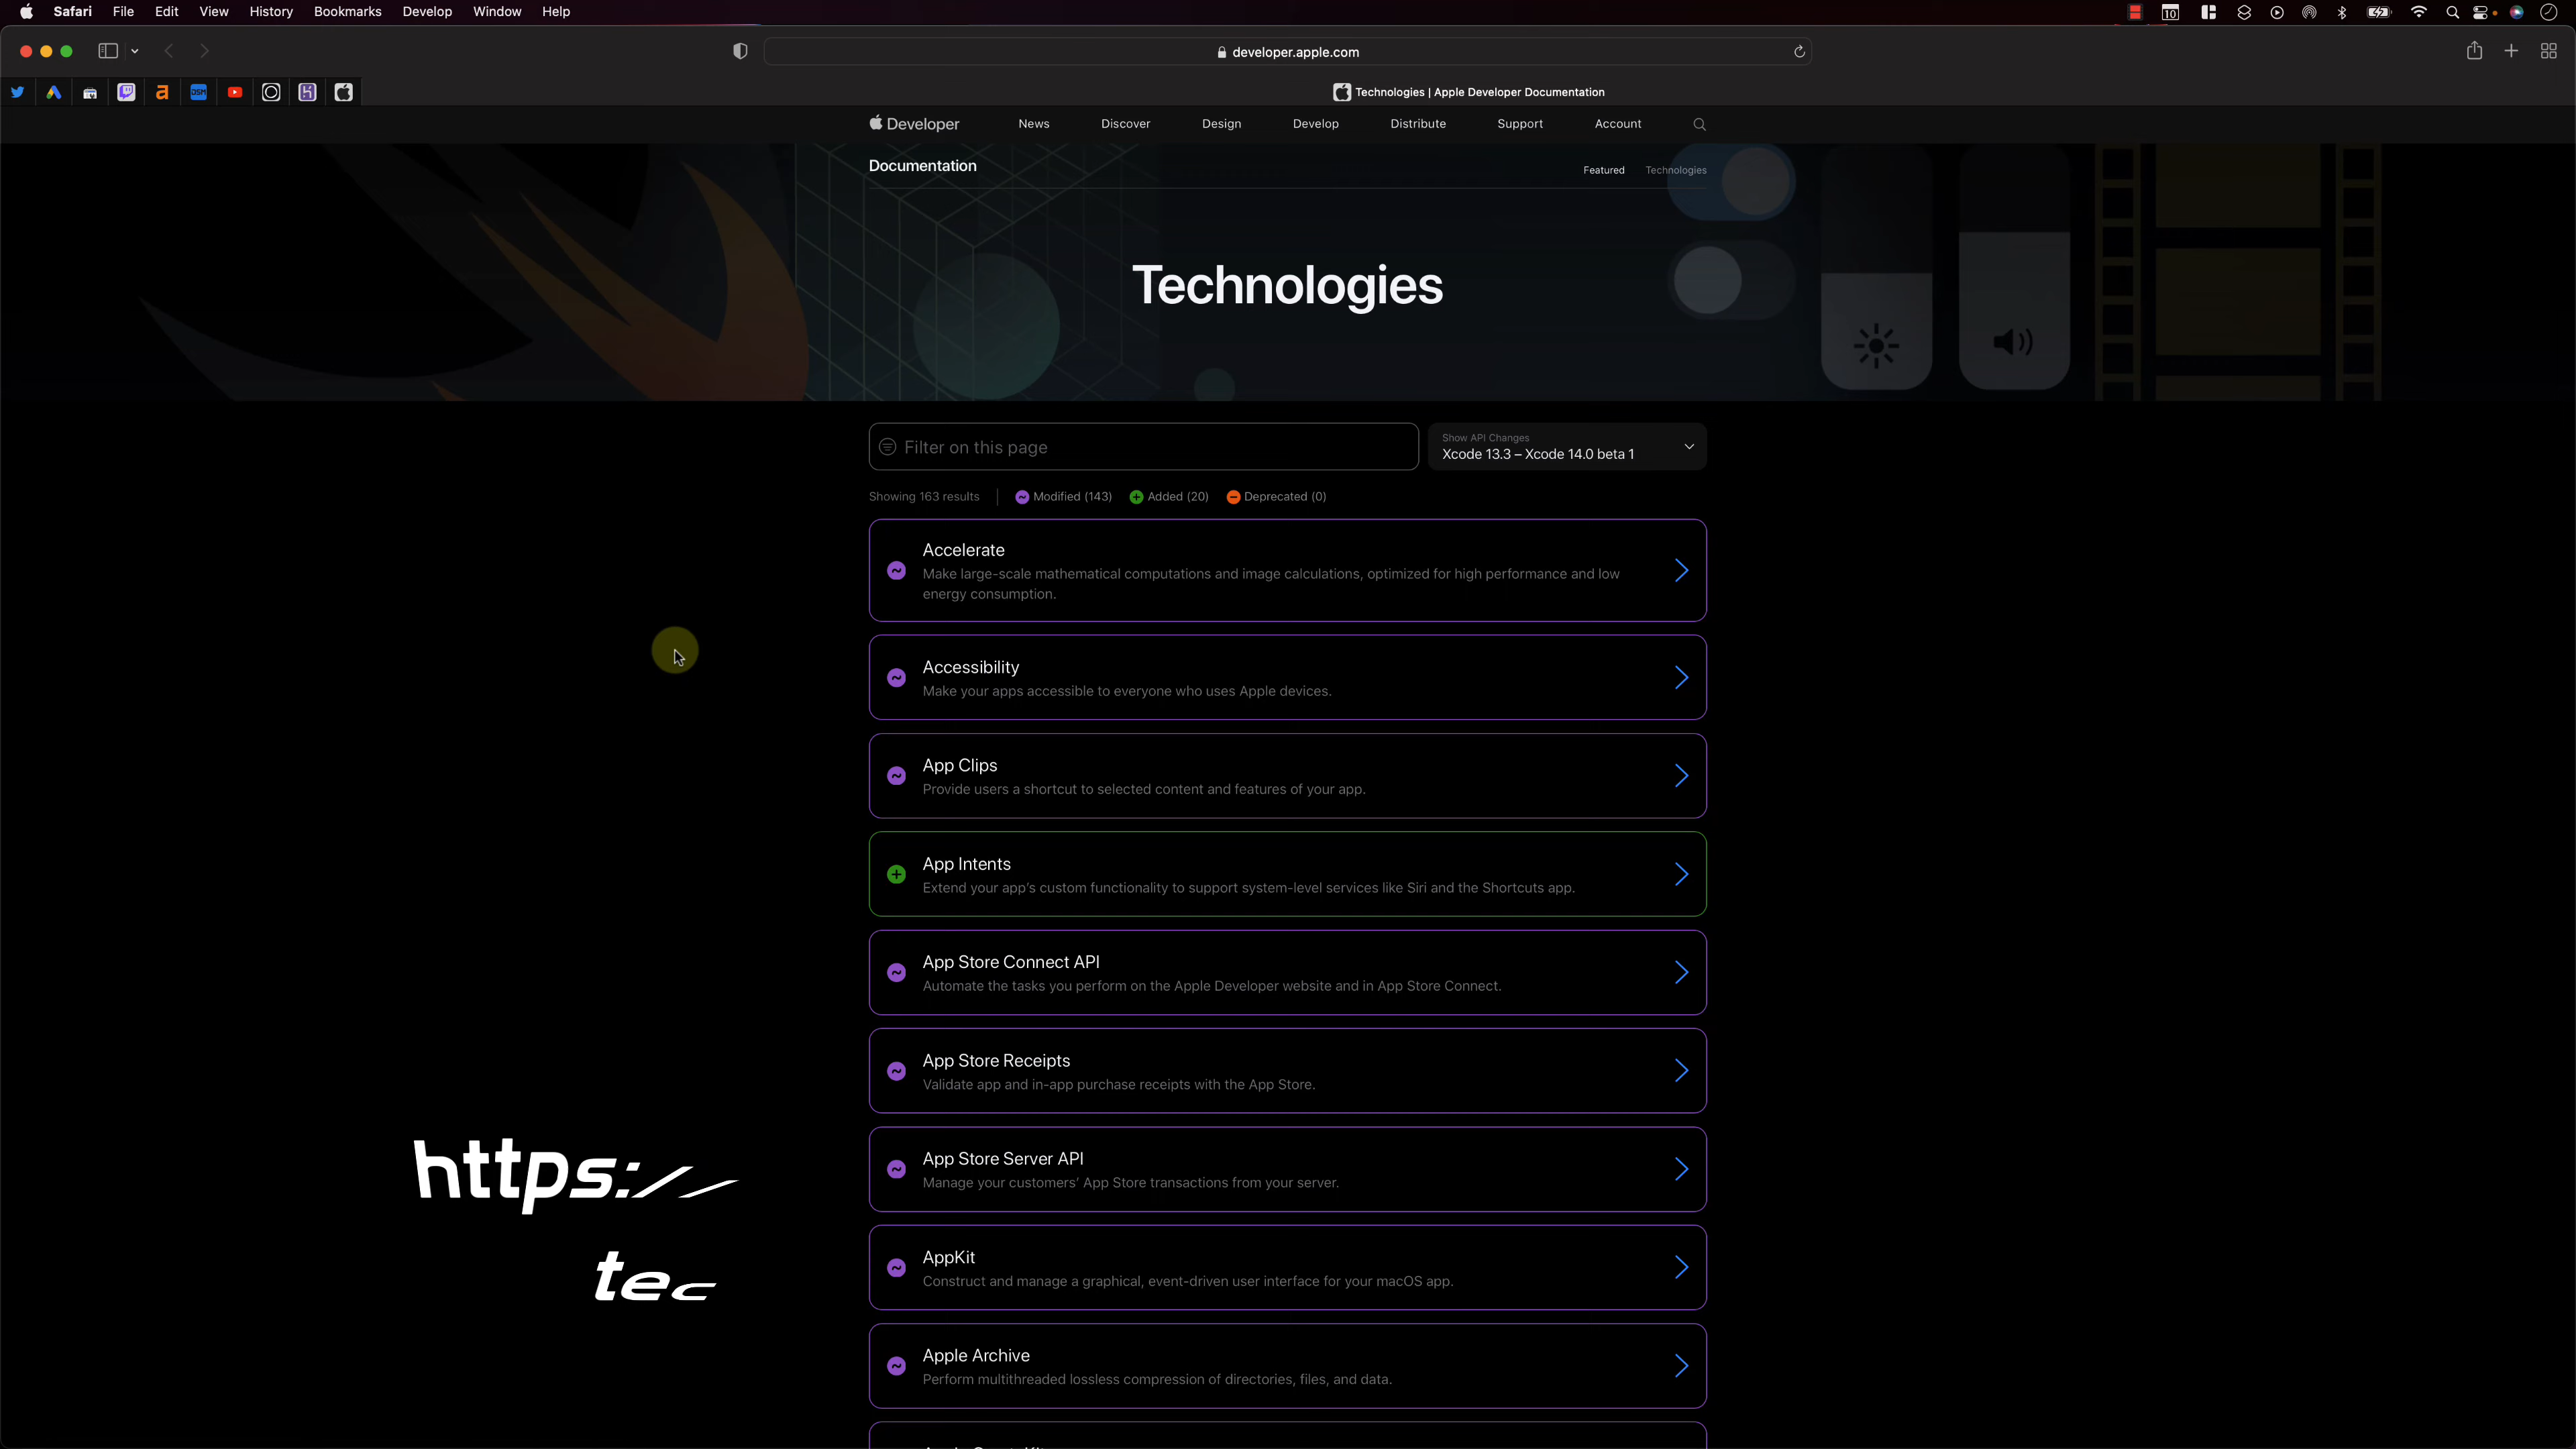 Safari File Edit View History Bookmarks Develop Window Help
10
developer.apple.com
DSM
Technologies | Apple Developer Documentation
Developer News Discover Design Develop Distribute Support Account
Documentation
Featured Technologies
Technologies
Filter on this page
Show API Changes
Xcode 13.3 – Xcode 14.0 beta 1
Showing 163 results Modified (143) Added (20) Deprecated (0)
Accelerate
Make large-scale mathematical computations and image calculations, optimized for high performance and low
energy consumption.
Accessibility
Make your apps accessible to everyone who uses Apple devices.
App Clips
Provide users a shortcut to selected content and features of your app.
App Intents
Extend your app’s custom functionality to support system-level services like Siri and the Shortcuts app.
App Store Connect API
Automate the tasks you perform on the Apple Developer website and in App Store Connect.
App Store Receipts
Validate app and in-app purchase receipts with the App Store.
App Store Server API
Manage your customers’ App Store transactions from your server.
AppKit
Construct and manage a graphical, event-driven user interface for your macOS app.
Apple Archive
Perform multithreaded lossless compression of directories, files, and data.
https://
tec